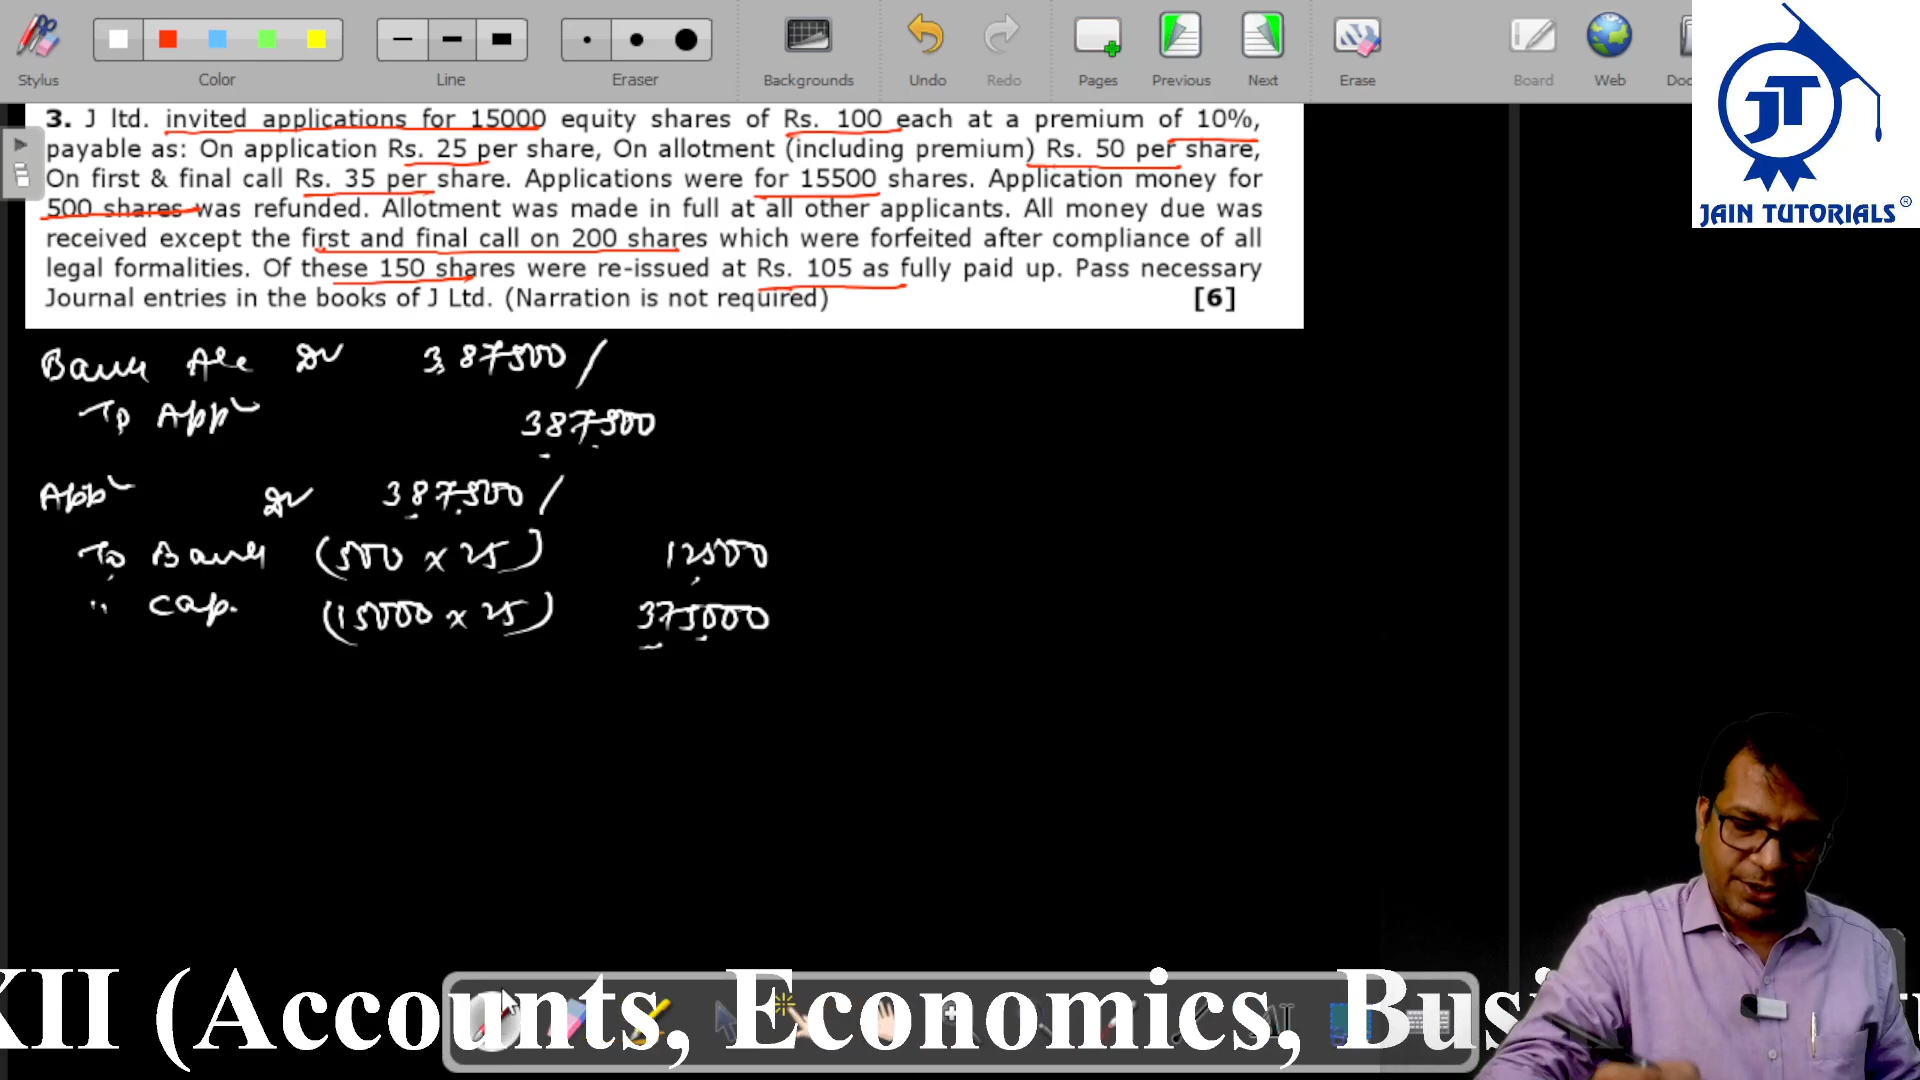 Stylus
Color
Line
Eraser
Backgrounds
Undo
Redo
Pages
Previous
Next
Erase
Board
Web
JT
JAIN TUTORIALS®
3. J ltd. invited applications for 15000 equity shares of Rs. 100 each at a premium of 10%,
payable as: On application Rs. 25 per share, On allotment (including premium) Rs. 50 per share,
On first & final call Rs. 35 per share. Applications were for 15500 shares. Application money for
500 shares was refunded. Allotment was made in full at all other applicants. All money due was
received except the first and final call on 200 shares which were forfeited after compliance of all
legal formalities. Of these 150 shares were re-issued at Rs. 105 as fully paid up. Pass necessary
Journal entries in the books of J Ltd. (Narration is not required) [6]
Bank A/c Dr 3,87500/
To App 387500
App Dr 387500/
To Bank (500 x 25) 12500
" Cap. (15000 x 25) 375000
XII (Accounts, Economics, Busi